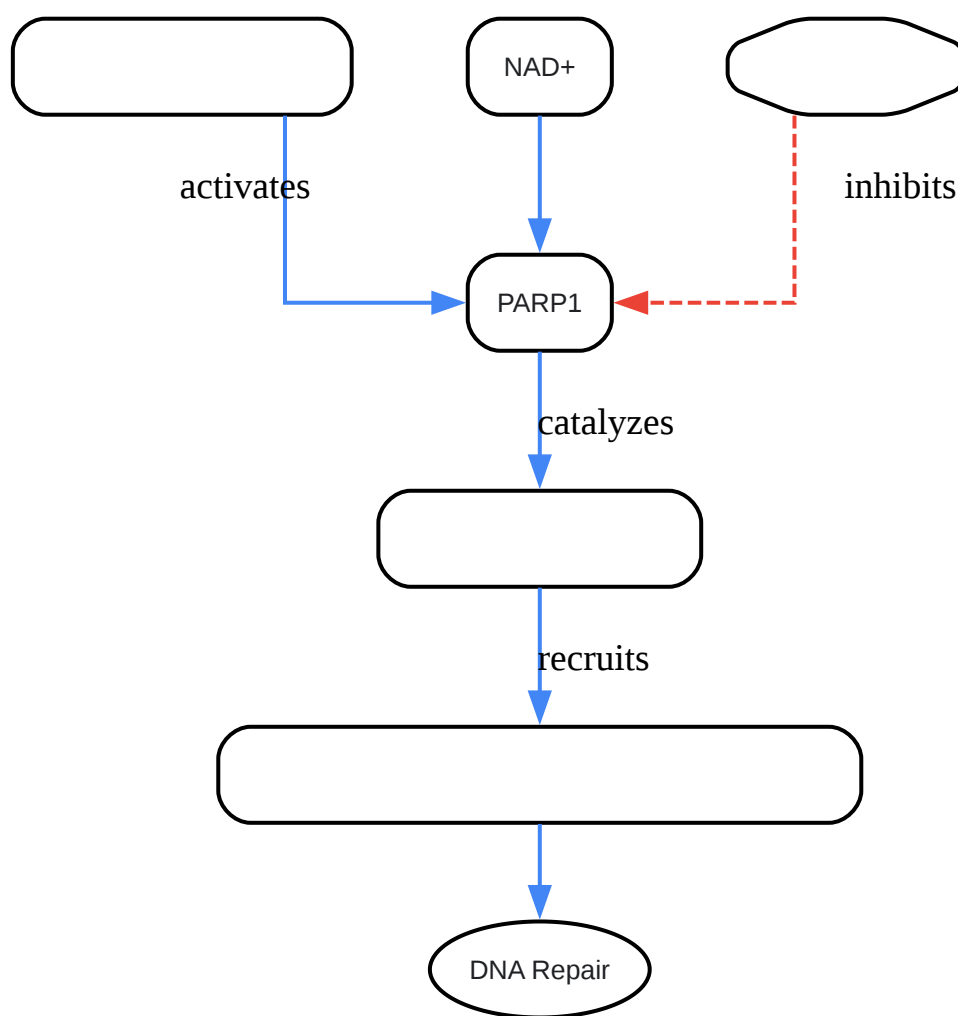 NAD+
activates
inhibits
PARP1
catalyzes
recruits
DNA Repair